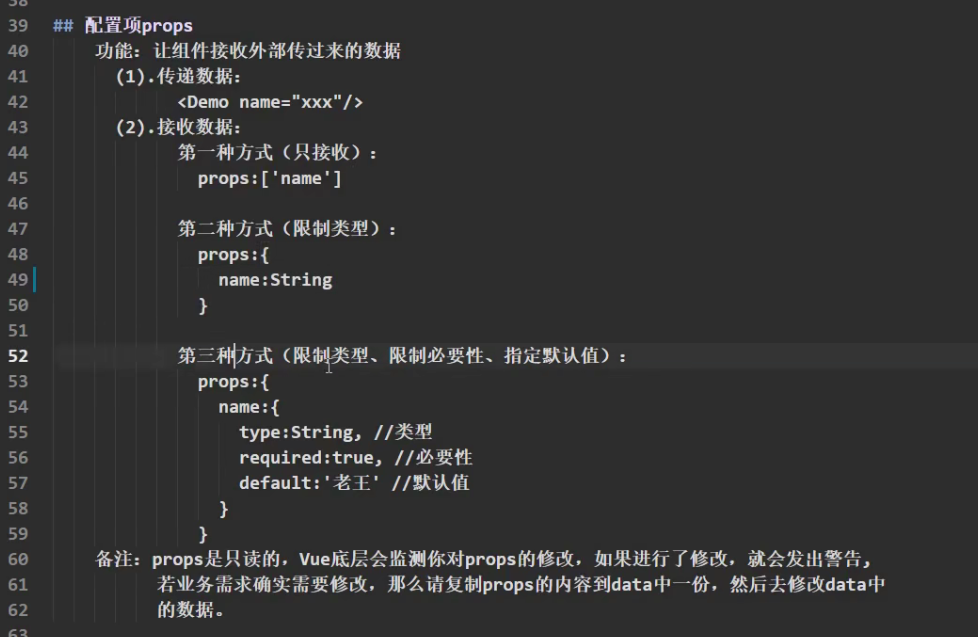 38
39 ## 配置项props
40 功能：让组件接收外部传过来的数据
41 (1).传递数据：
42 <Demo name="xxx"/>
43 (2).接收数据：
44 第一种方式（只接收）：
45 props:['name']
46
47 第二种方式（限制类型）：
48 props:{
49 name:String
50 }
51
52 第三种方式（限制类型、限制必要性、指定默认值）：
53 props:{
54 name:{
55 type:String, //类型
56 required:true, //必要性
57 default:'老王' //默认值
58 }
59 }
60 备注：props是只读的，Vue底层会监测你对props的修改，如果进行了修改，就会发出警告，
61 若业务需求确实需要修改，那么请复制props的内容到data中一份，然后去修改data中
62 的数据。
63